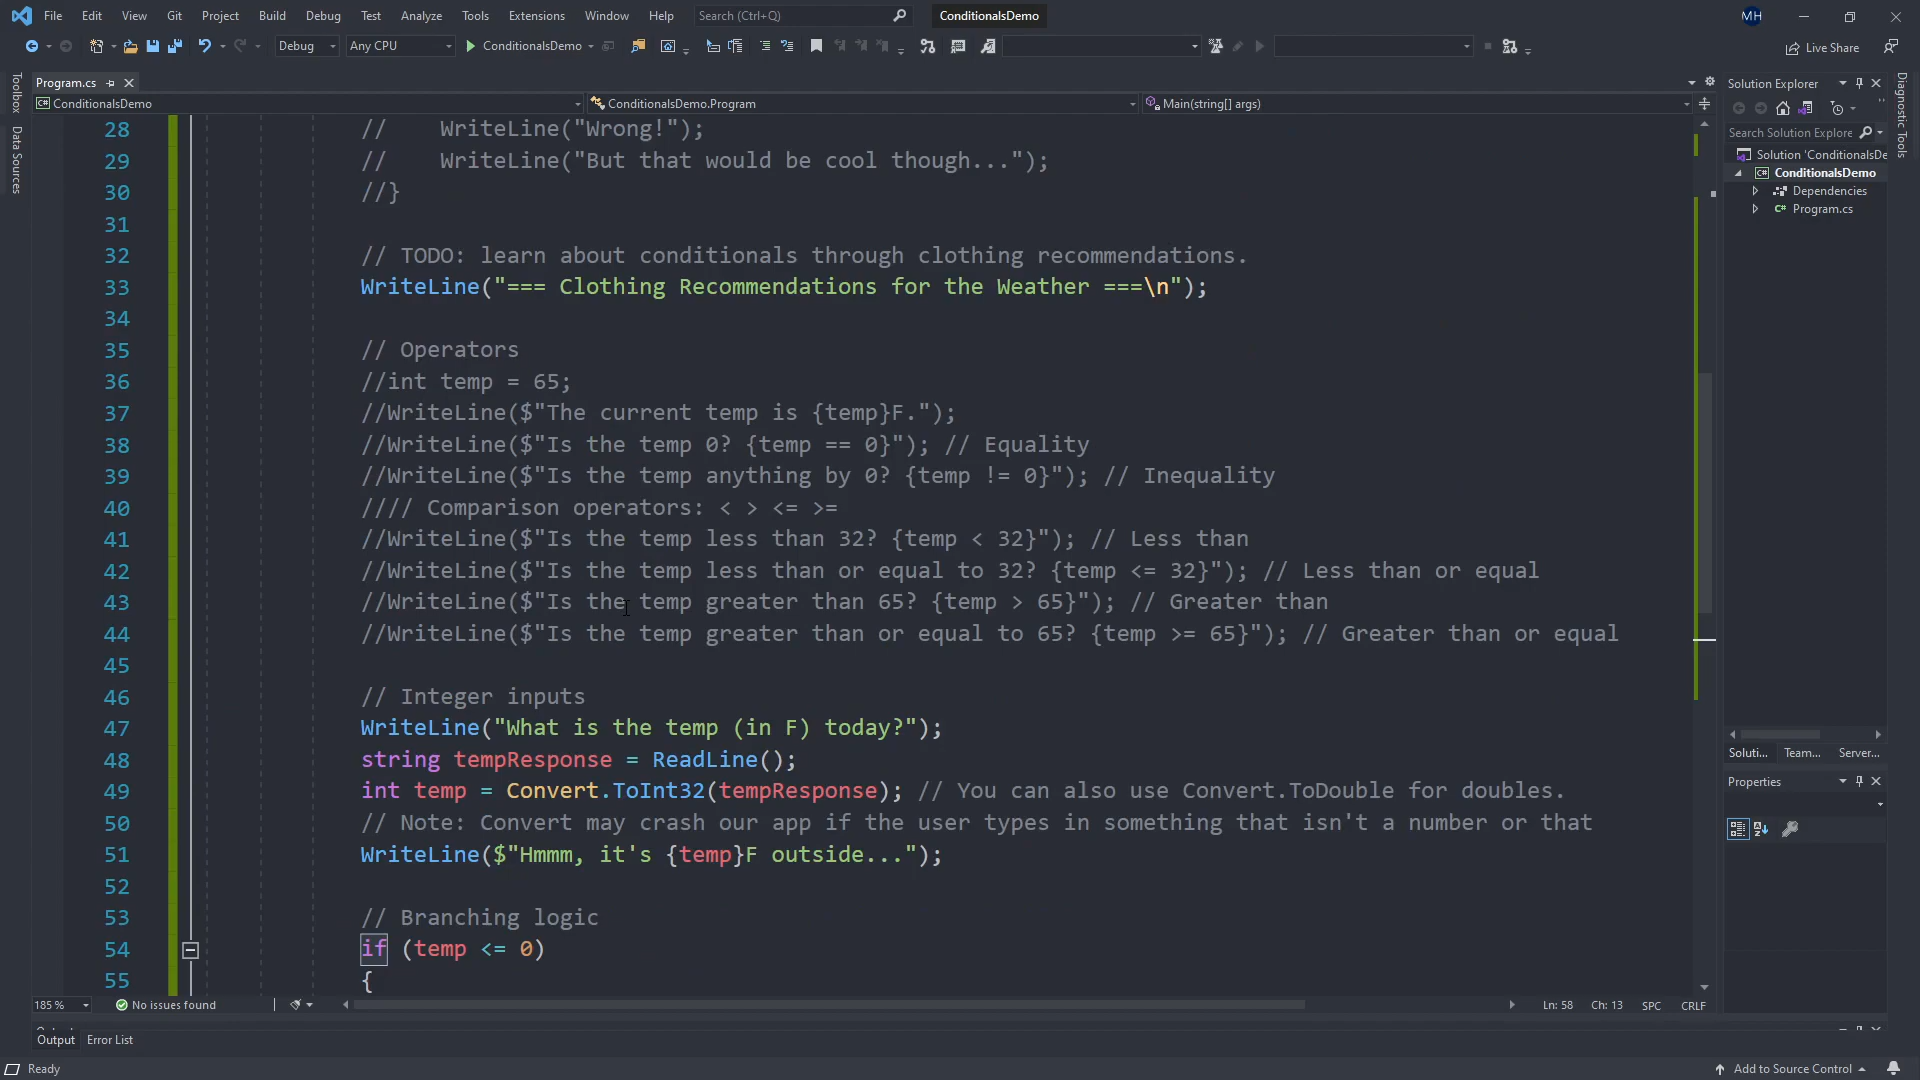 File Edit View Git Project Build Debug Test Analyze Tools Extensions Window Help Search (Ctrl+Q) ConditionalsDemo MH
Debug Any CPU ConditionalsDemo Live Share
Program.cs
ConditionalsDemo ConditionalsDemo.Program Main(string[] args)
Toolbox
Data Sources
28 // WriteLine("Wrong!");
29 // WriteLine("But that would be cool though...");
30 //}
31
32 // TODO: learn about conditionals through clothing recommendations.
33 WriteLine("=== Clothing Recommendations for the Weather ===\n");
34
35 // Operators
36 //int temp = 65;
37 //WriteLine($"The current temp is {temp}F.");
38 //WriteLine($"Is the temp 0? {temp == 0}"); // Equality
39 //WriteLine($"Is the temp anything by 0? {temp != 0}"); // Inequality
40 //// Comparison operators: < > <= >=
41 //WriteLine($"Is the temp less than 32? {temp < 32}"); // Less than
42 //WriteLine($"Is the temp less than or equal to 32? {temp <= 32}"); // Less than or equal
43 //WriteLine($"Is the temp greater than 65? {temp > 65}"); // Greater than
44 //WriteLine($"Is the temp greater than or equal to 65? {temp >= 65}"); // Greater than or equal
45
46 // Integer inputs
47 WriteLine("What is the temp (in F) today?");
48 string tempResponse = ReadLine();
49 int temp = Convert.ToInt32(tempResponse); // You can also use Convert.ToDouble for doubles.
50 // Note: Convert may crash our app if the user types in something that isn't a number or that
51 WriteLine($"Hmmm, it's {temp}F outside...");
52
53 // Branching logic
54 if (temp <= 0)
55 {
185 % No issues found Ln: 58 Ch: 13 SPC CRLF
Output Error List
Ready Add to Source Control
Solution Explorer
Search Solution Explore
Solution 'ConditionalsDe
ConditionalsDemo
Dependencies
C# Program.cs
Soluti... Team... Server...
Properties
Diagnostic Tools